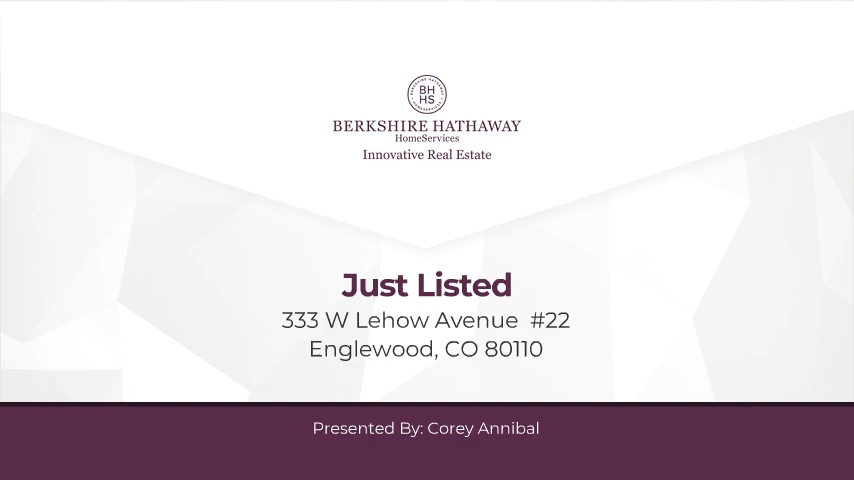 BH
HS
BERKSHIRE HATHAWAY
HomeServices
Innovative Real Estate
Just Listed
333 W Lehow Avenue  #22
Englewood, CO 80110
Presented By: Corey Annibal